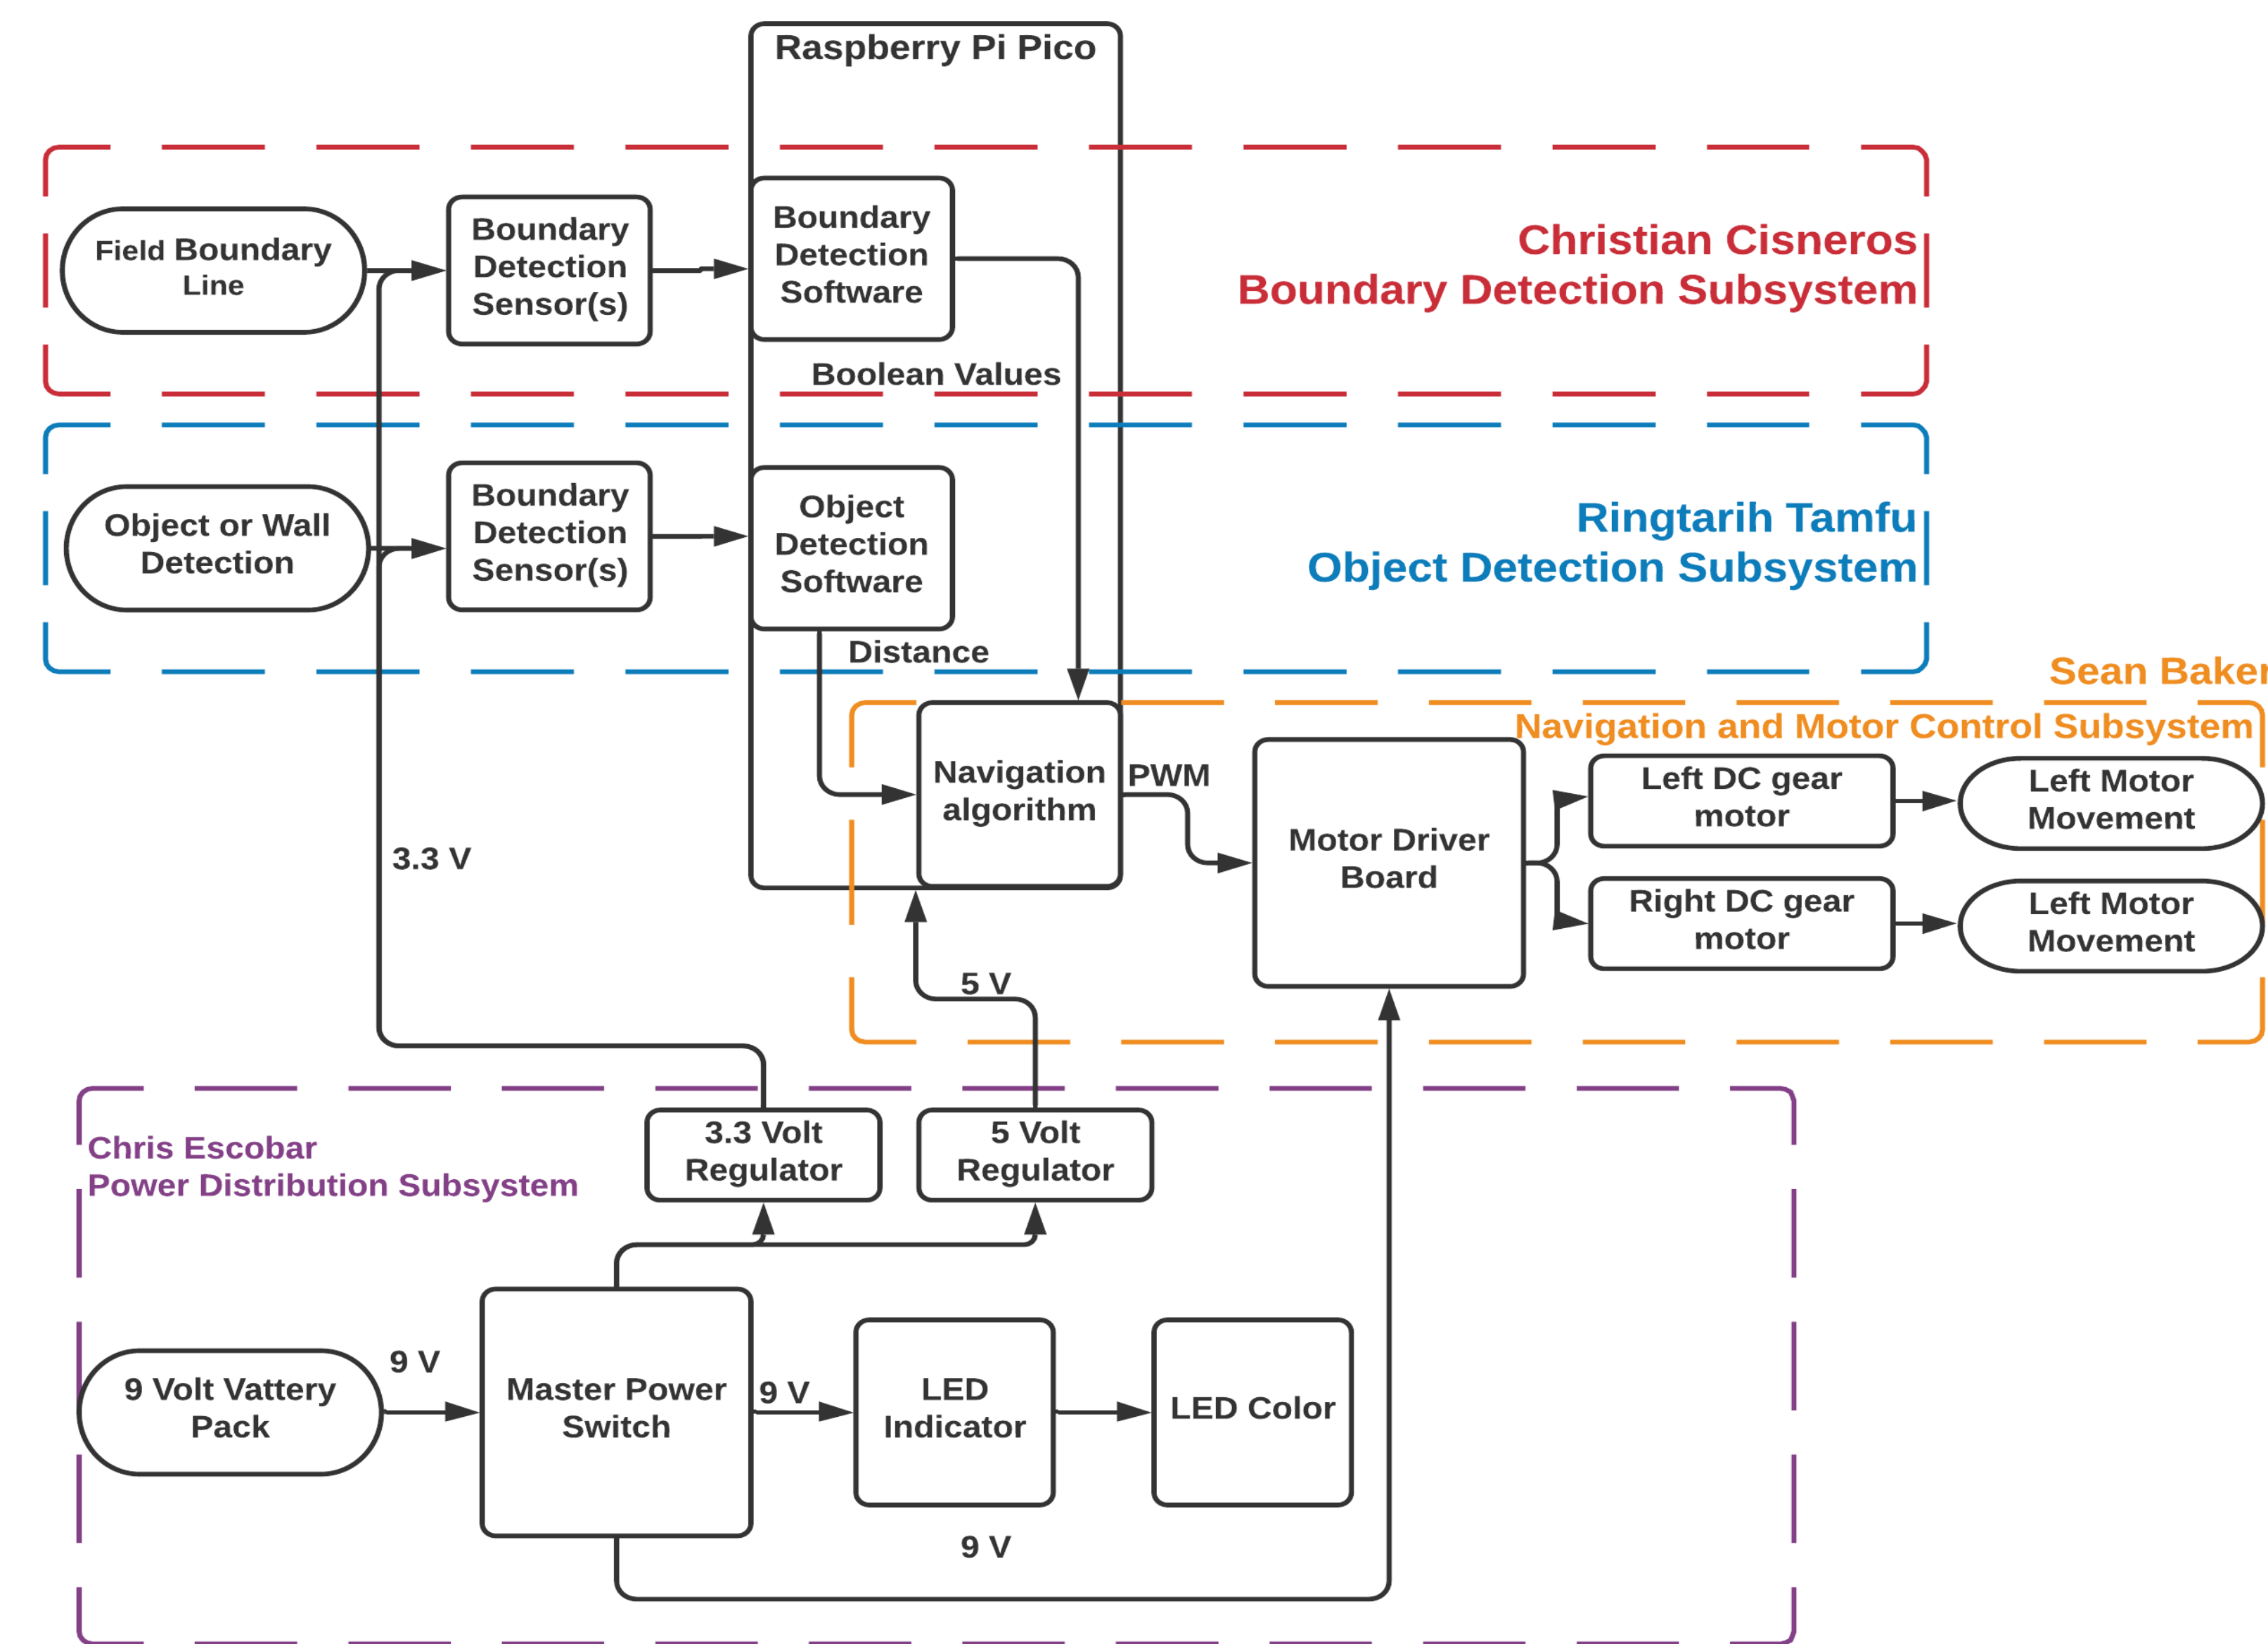 Raspberry Pi Pico
Field Boundary
Line
Boundary
Detection
Sensor(s)
Boundary
Detection
Software
Christian Cisneros
Boundary Detection Subsystem
Boolean Values
Object or Wall
Detection
Boundary
Detection
Sensor(s)
Object
Detection
Software
Ringtarih Tamfu
Object Detection Subsystem
Distance
Sean Baker
Navigation and Motor Control Subsystem
Navigation
algorithm
PWM
Motor Driver
Board
Left DC gear
motor
Left Motor
Movement
Right DC gear
motor
Left Motor
Movement
3.3 V
5 V
Chris Escobar
Power Distribution Subsystem
3.3 Volt
Regulator
5 Volt
Regulator
9 Volt Vattery
Pack
9 V
Master Power
Switch
9 V
LED
Indicator
LED Color
9 V